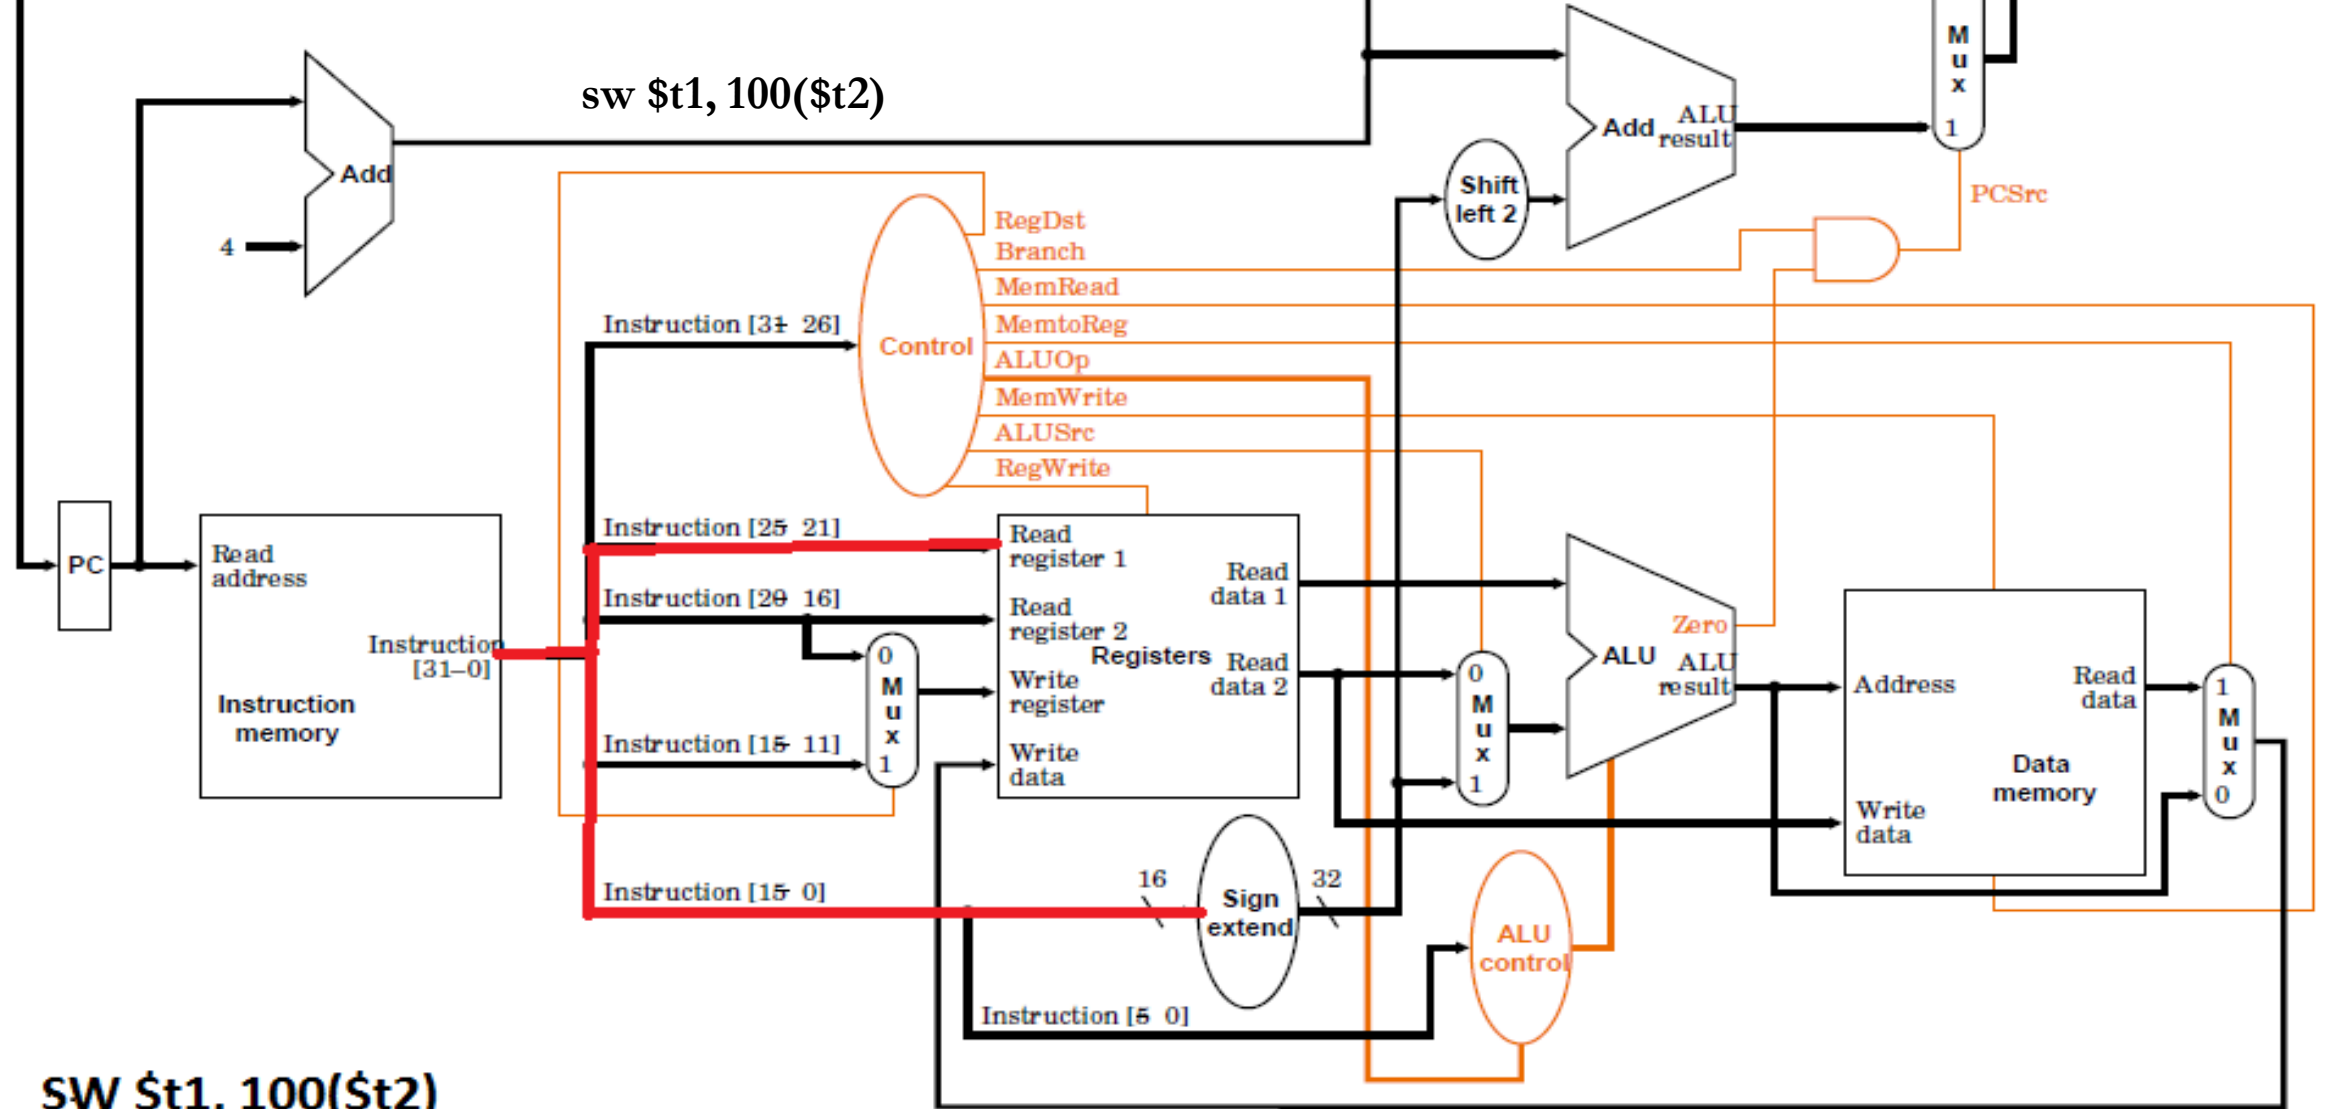 M
u
x
1
sw $t1, 100($t2)
Add
4
Add ALU
result
Shift
left 2
PCSrc
RegDst
Branch
MemRead
MemtoReg
ALUOp
MemWrite
ALUSrc
RegWrite
Control
Instruction [31 26]
Instruction [25 21]
Instruction [20 16]
Instruction [15 11]
Instruction [15 0]
Instruction [5 0]
PC
Read
address
Instruction
[31–0]
Instruction
memory
0
M
u
x
1
Read
register 1
Read
register 2
Write
register
Write
data
Registers
Read
data 1
Read
data 2
0
M
u
x
1
Zero
ALU ALU
result
Address
Write
data
Read
data
Data
memory
1
M
u
x
0
16
Sign
extend
32
ALU
control
SW $t1, 100($t2)